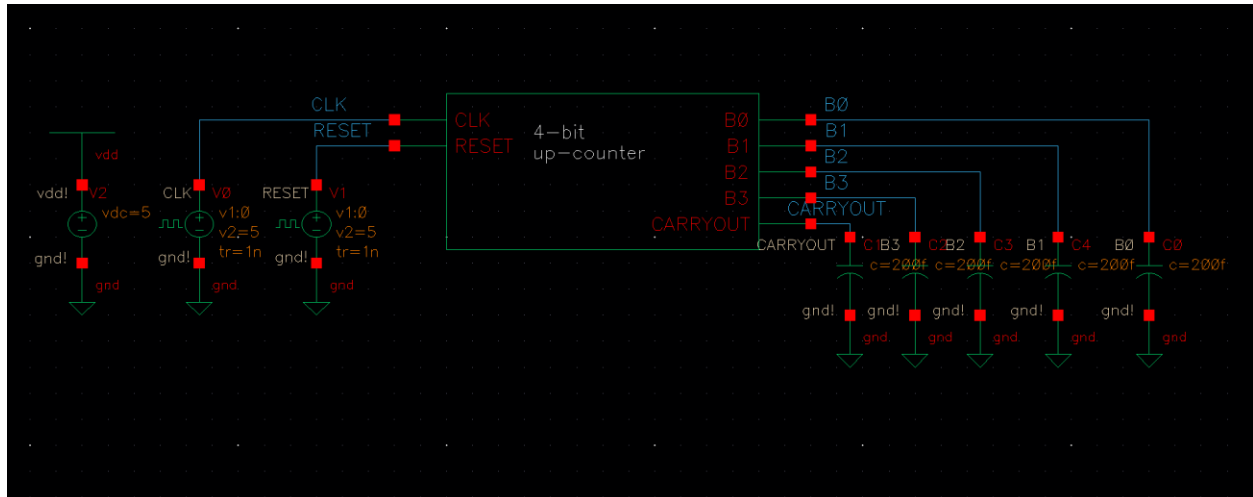 CLK
RESET
CLK
RESET
4-bit
up-counter
B0
B1
B2
B3
CARRYOUT
B0
B1
B2
B3
CARRYOUT
vdd
vdd!
V2
vdc=5
gnd!
gnd
CLK
V0
v1:0
v2=5
tr=1n
gnd!
gnd
RESET
V1
v1:0
v2=5
tr=1n
gnd!
gnd
CARRYOUT
C1
c=200f
gnd!
gnd
B3
c=200f
gnd!
gnd
B2
C3
c=200f
gnd!
gnd
B1
C4
c=200f
gnd!
gnd
B0
C0
c=200f
gnd!
gnd